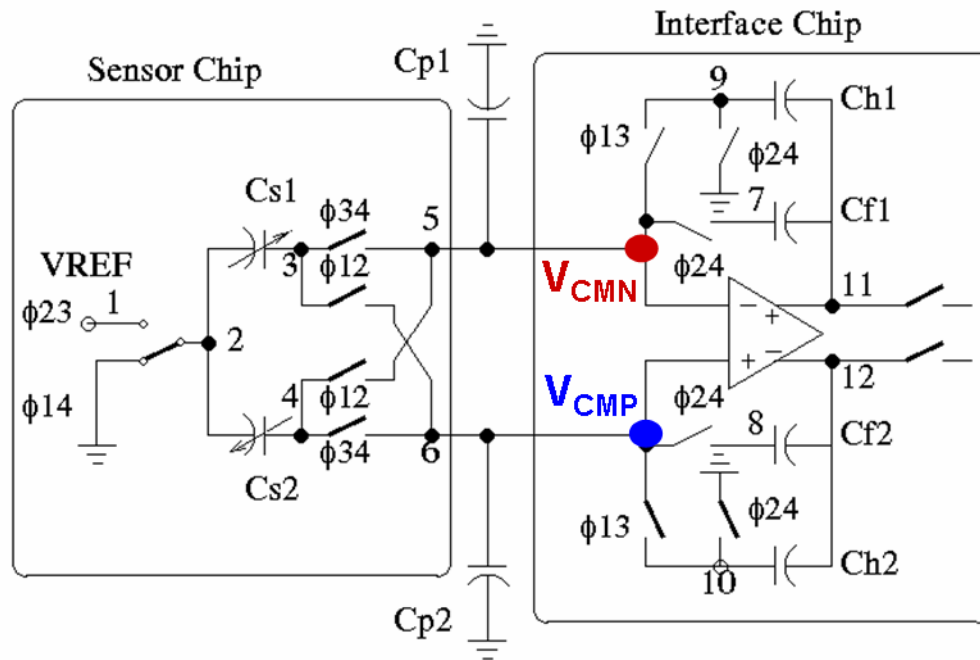 Interface Chip
Sensor Chip
Cp1
9
Ch1
ϕ13
ϕ24
7
Cf1
Cs1
ϕ34
5
3
ϕ12
ϕ24
VREF
1
ϕ23
2
VCMN
11
− +
+ −
12
ϕ14
4
ϕ12
VCMP
ϕ24
8
Cf2
ϕ34
6
Cs2
ϕ13
ϕ24
10
Ch2
Cp2